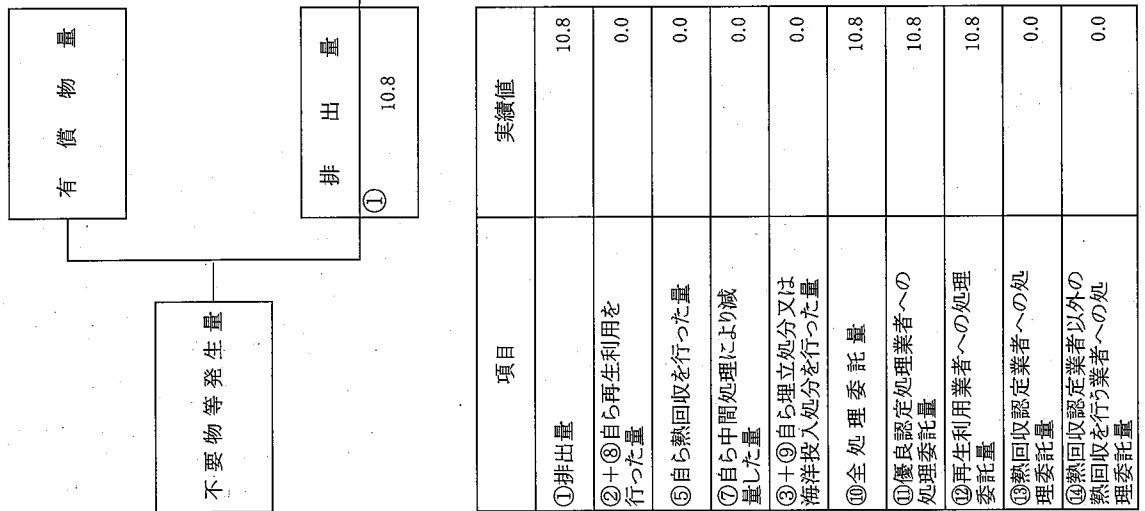 有償物量
不要物等発生量
排出量
①
10.8
項目
実績値
①排出量
10.8
②+⑧自ら再生利用を
行った量
0.0
⑤自ら熱回収を行った量
0.0
⑦自ら中間処理により減
量した量
0.0
③+⑨自ら埋立処分又は
海洋投入処分を行った量
0.0
⑩全処理委託量
10.8
⑪優良認定処理業者への
処理委託量
10.8
⑫再生利用業者への処理
委託量
10.8
⑬熱回収認定業者への処
理委託量
0.0
⑭熱回収認定業者以外の
熱回収を行う業者への処
理委託量
0.0